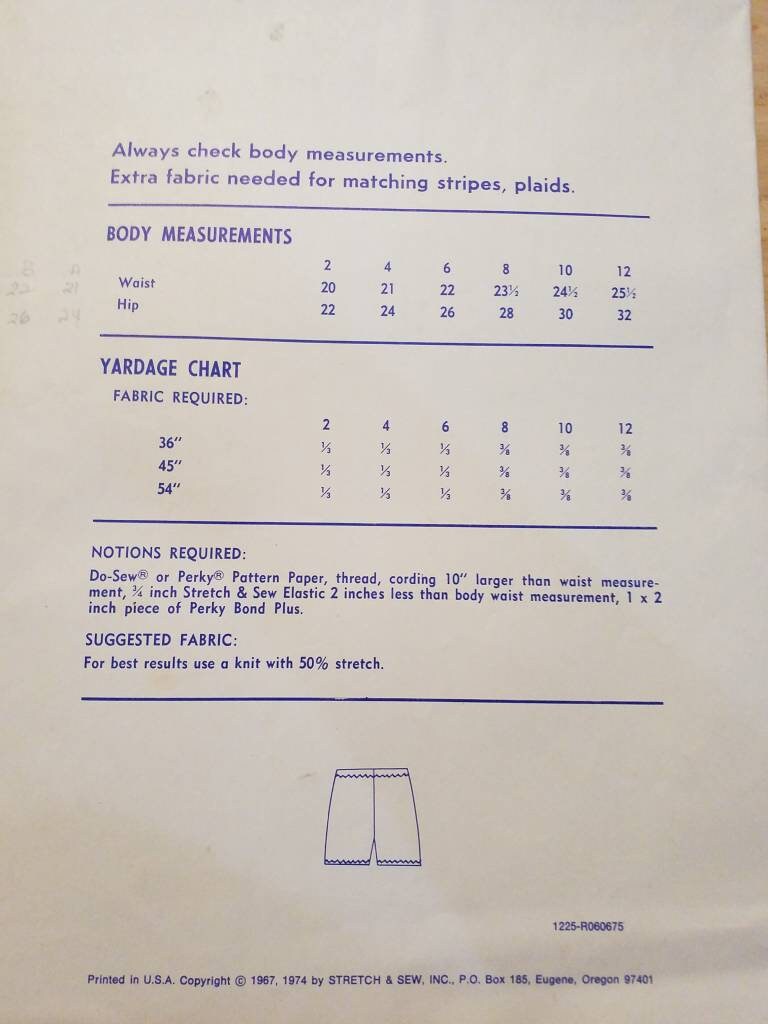 Always check body measurements.
Extra fabric needed for matching stripes, plaids.
BODY MEASUREMENTS
2 4 6 8 10 12
Waist 20 21 22 23½ 24½ 25½
Hip 22 24 26 28 30 32
YARDAGE CHART
FABRIC REQUIRED:
2 4 6 8 10 12
36" ⅓ ⅓ ⅓ ⅜ ⅜ ⅜
45" ⅓ ⅓ ⅓ ⅜ ⅜ ⅜
54" ⅓ ⅓ ⅓ ⅜ ⅜ ⅜
NOTIONS REQUIRED:
Do-Sew® or Perky® Pattern Paper, thread, cording 10" larger than waist measure-
ment, ¾ inch Stretch & Sew Elastic 2 inches less than body waist measurement, 1 x 2
inch piece of Perky Bond Plus.
SUGGESTED FABRIC:
For best results use a knit with 50% stretch.
1225-R060675
Printed in U.S.A. Copyright © 1967, 1974 by STRETCH & SEW, INC., P.O. Box 185, Eugene, Oregon 97401